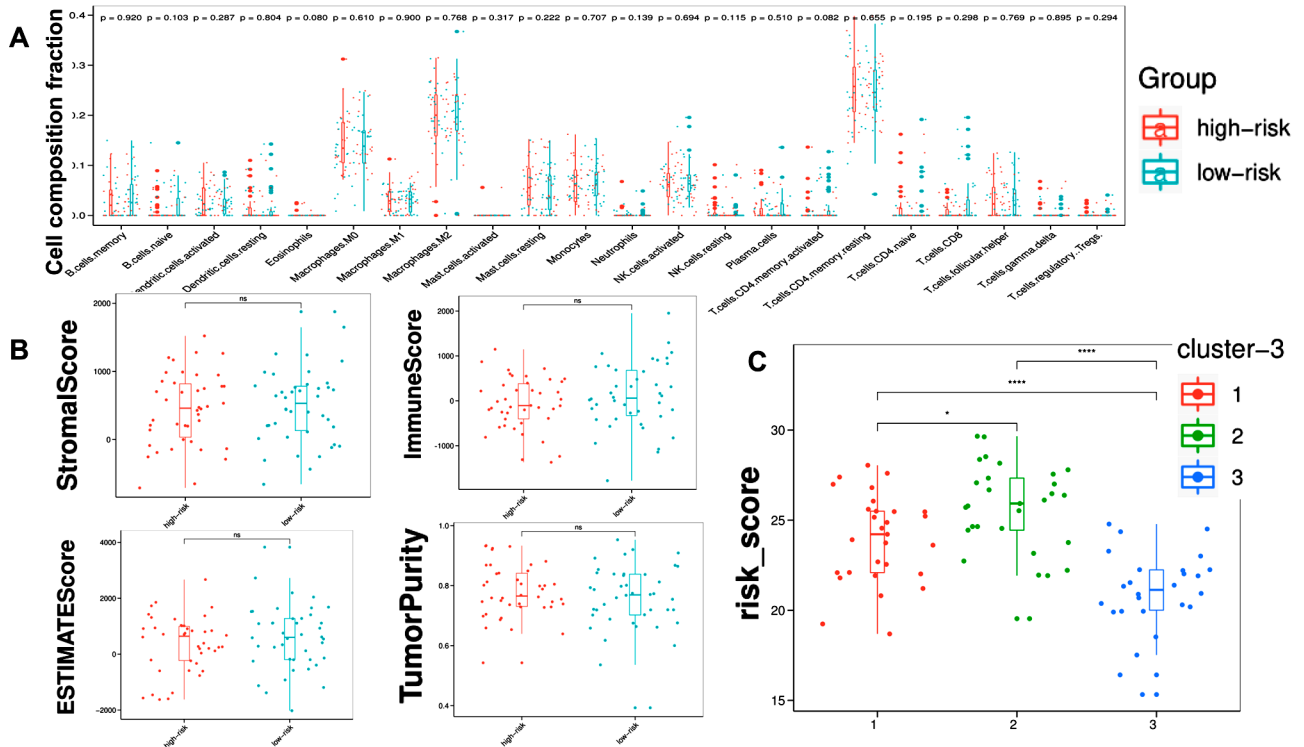 A
Cell composition fraction
0.4
0.3
0.2
0.1
0.0
p = 0.920 p = 0.103 p = 0.287 p = 0.804 p = 0.080 p = 0.610 p = 0.900 p = 0.768 p = 0.317 p = 0.222 p = 0.707 p = 0.139 p = 0.694 p = 0.115 p = 0.510 p = 0.082 p = 0.655 p = 0.195 p = 0.298 p = 0.769 p = 0.895 p = 0.294
B.cells.memory
B.cells.naive
Dendritic.cells.activated
Dendritic.cells.resting
Eosinophils
Macrophages.M0
Macrophages.M1
Macrophages.M2
Mast.cells.activated
Mast.cells.resting
Monocytes
Neutrophils
NK.cells.activated
NK.cells.resting
Plasma.cells
T.cells.CD4.memory.activated
T.cells.CD4.memory.resting
T.cells.CD4.naive
T.cells.CD8
T.cells.follicular.helper
T.cells.gamma.delta
T.cells.regulatory..Tregs.
Group
high-risk
low-risk
B
StromalScore
2000
1000
0
ns
high-risk
low-risk
ImmuneScore
2000
1000
0
-1000
ns
high-risk
low-risk
ESTIMATEScore
4000
2000
0
-2000
ns
high-risk
low-risk
TumorPurity
1.0
0.8
0.6
0.4
ns
high-risk
low-risk
C
risk_score
30
25
20
15
****
****
*
1
2
3
cluster-3
1
2
3